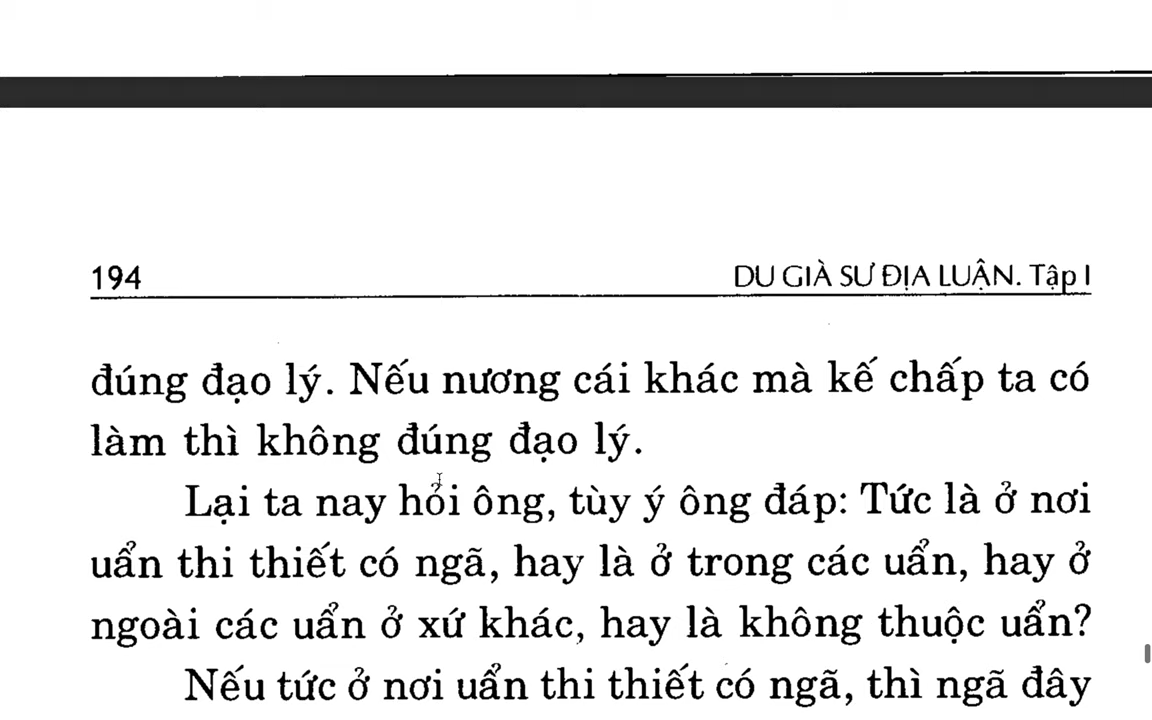 194
DU GIÀ SƯ ĐỊA LUẬN. Tập I
đúng đạo lý. Nếu nương cái khác mà kế chấp ta có
làm thì không đúng đạo lý.
Lại ta nay hỏi ông, tùy ý ông đáp: Tức là ở nơi
uẩn thi thiết có ngã, hay là ở trong các uẩn, hay ở
ngoài các uẩn ở xứ khác, hay là không thuộc uẩn?
Nếu tức ở nơi uẩn thi thiết có ngã, thì ngã đây